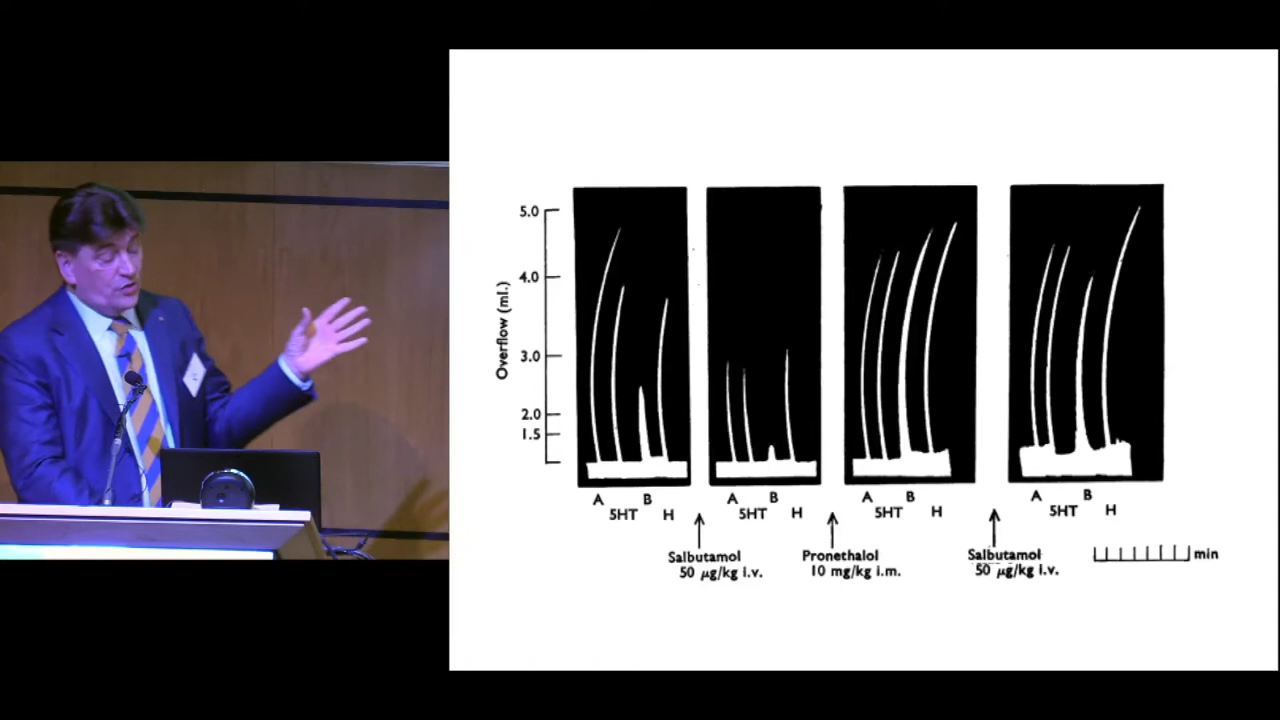 5.0
4.0
3.0
2.0
1.5
Overflow (ml.)
A B
5HT H
A B
5HT H
A B
5HT H
A B
5HT H
Salbutamol
50 μg/kg i.v.
Pronethalol
10 mg/kg i.m.
Salbutamol
50 μg/kg i.v.
min